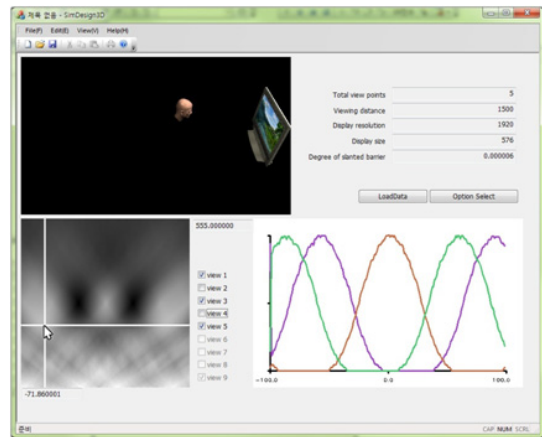 제목 없음 - SimDesign3D
File(F) Edit(E) View(V) Help(H)
Total view points 5
Viewing distance 1500
Display resolution 1920
Display size 576
Degree of slanted barrier 0.000006
LoadData Option Select
555.000000
view 1
view 2
view 3
view 4
view 5
view 6
view 7
view 8
view 9
-100.0 0.0 100.0
-71.860001
준비 CAP NUM SCRL